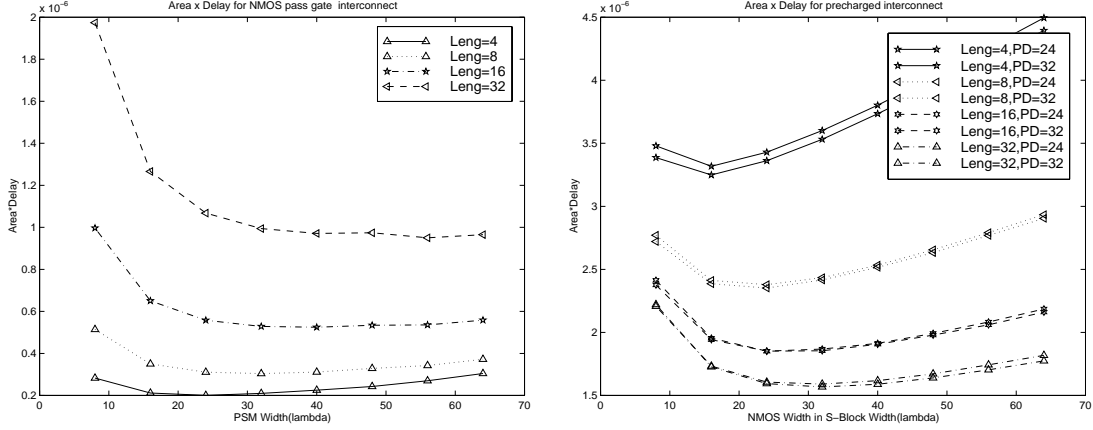 Area x Delay for NMOS pass gate interconnect
x 10⁻⁶
2
1.8
1.6
1.4
1.2
1
0.8
0.6
0.4
0.2
Area*Delay
0 10 20 30 40 50 60 70
PSM Width(lambda)
Leng=4
Leng=8
Leng=16
Leng=32
Area x Delay for precharged interconnect
x 10⁻⁶
4.5
4
3.5
3
2.5
2
1.5
Area*Delay
0 10 20 30 40 50 60 70
NMOS Width in S−Block Width(lambda)
Leng=4,PD=24
Leng=4,PD=32
Leng=8,PD=24
Leng=8,PD=32
Leng=16,PD=24
Leng=16,PD=32
Leng=32,PD=24
Leng=32,PD=32